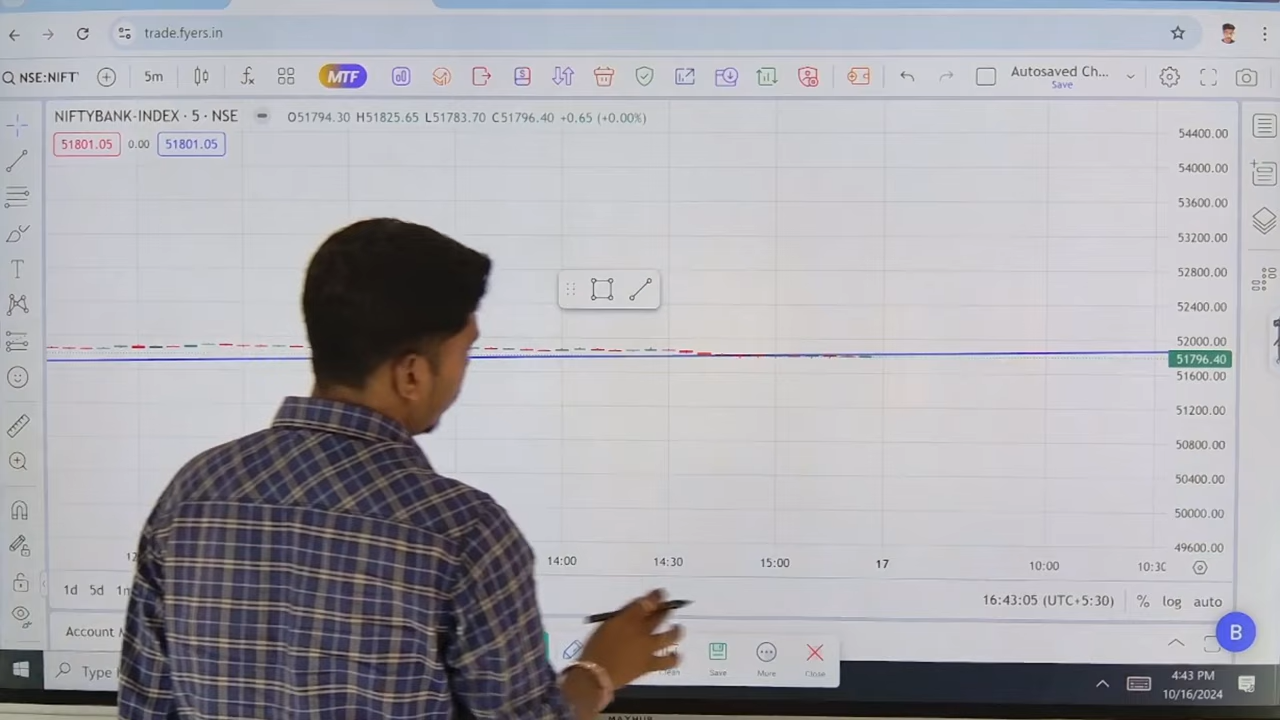 trade.fyers.in
NSE:NIFT
5m
MTF
Autosaved Ch...
Save
NIFTYBANK-INDEX · 5 · NSE
O51794.30 H51825.65 L51783.70 C51796.40 +0.65 (+0.00%)
51801.05
0.00
51801.05
54400.00
54000.00
53600.00
53200.00
52800.00
52400.00
52000.00
51796.40
51600.00
51200.00
50800.00
50400.00
50000.00
49600.00
14:00
14:30
15:00
17
10:00
10:30
1d
5d
16:43:05 (UTC+5:30)
%
log
auto
Account
B
Type
Save
More
Close
4:43 PM
10/16/2024